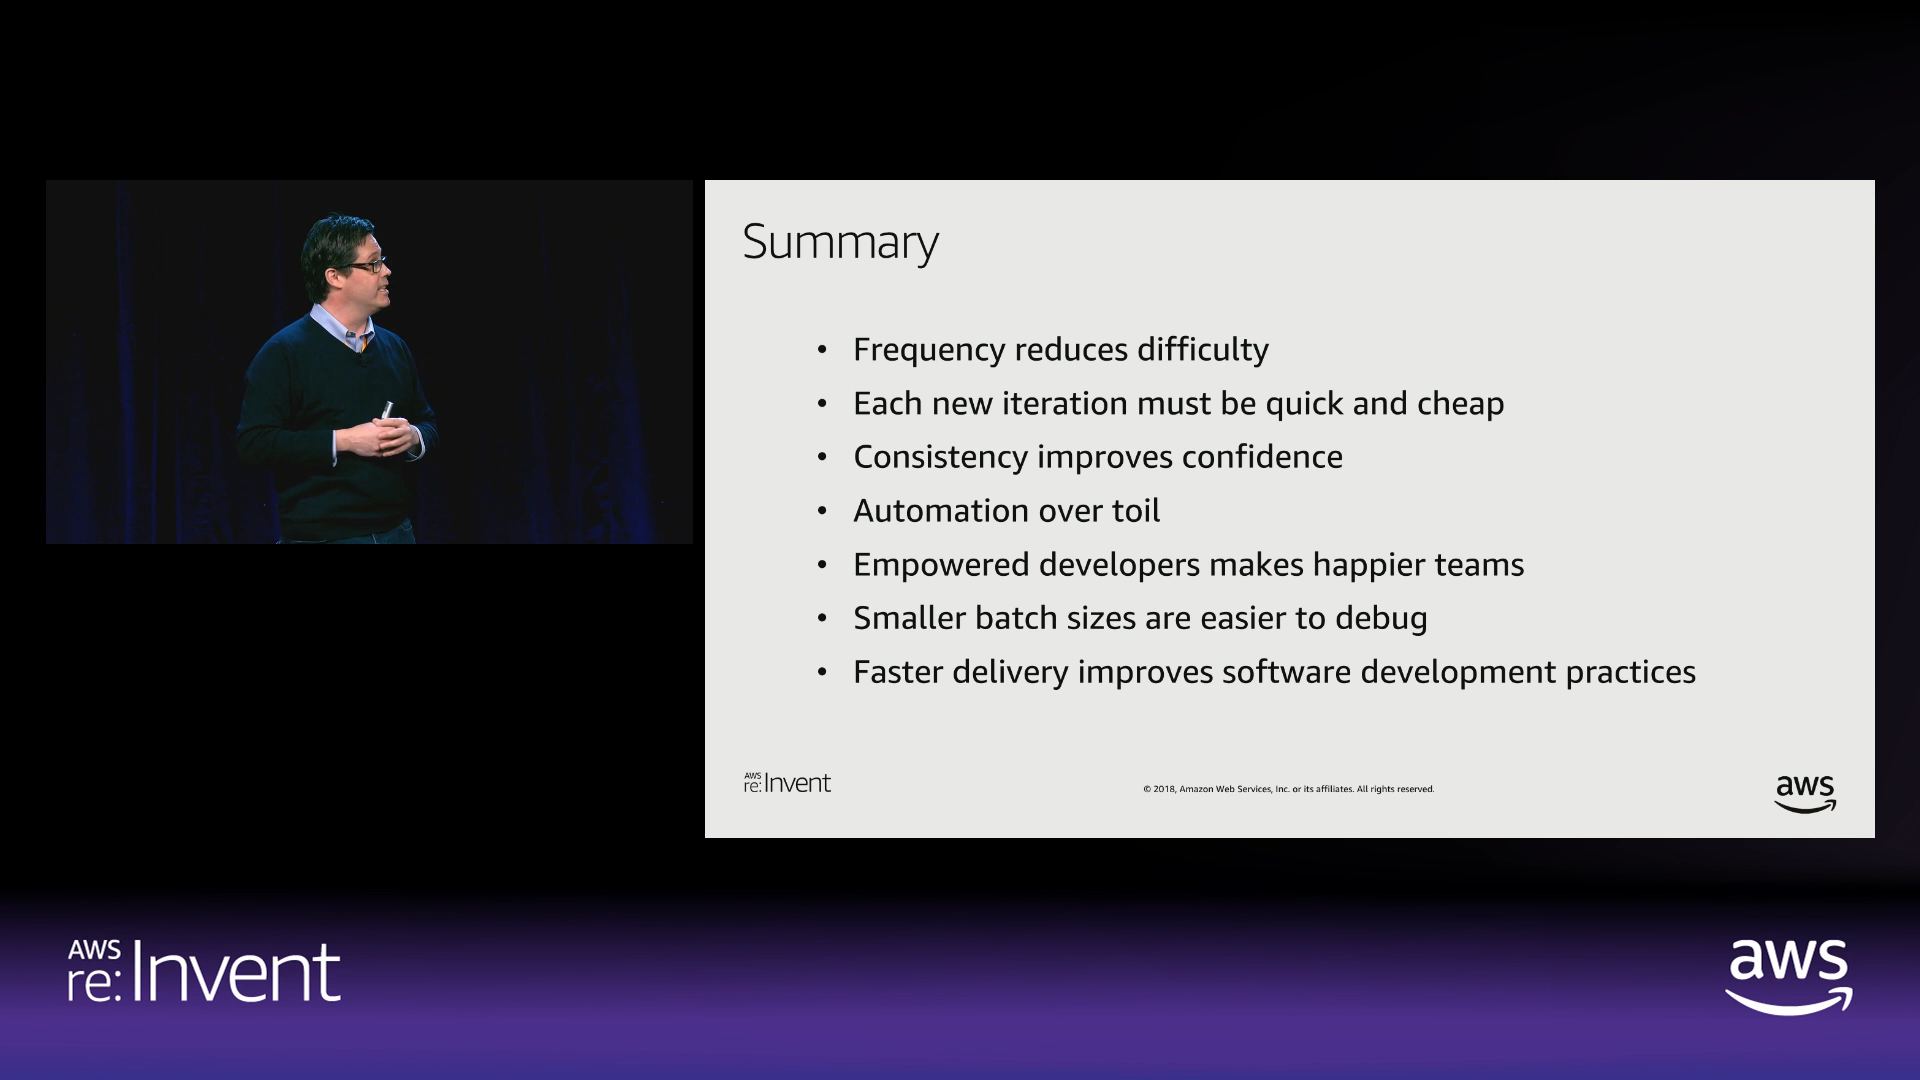 Summary
• Frequency reduces difficulty
• Each new iteration must be quick and cheap
• Consistency improves confidence
• Automation over toil
• Empowered developers makes happier teams
• Smaller batch sizes are easier to debug
• Faster delivery improves software development practices
AWS
re:Invent
© 2018, Amazon Web Services, Inc. or its affiliates. All rights reserved.
aws
AWS
re:Invent
aws